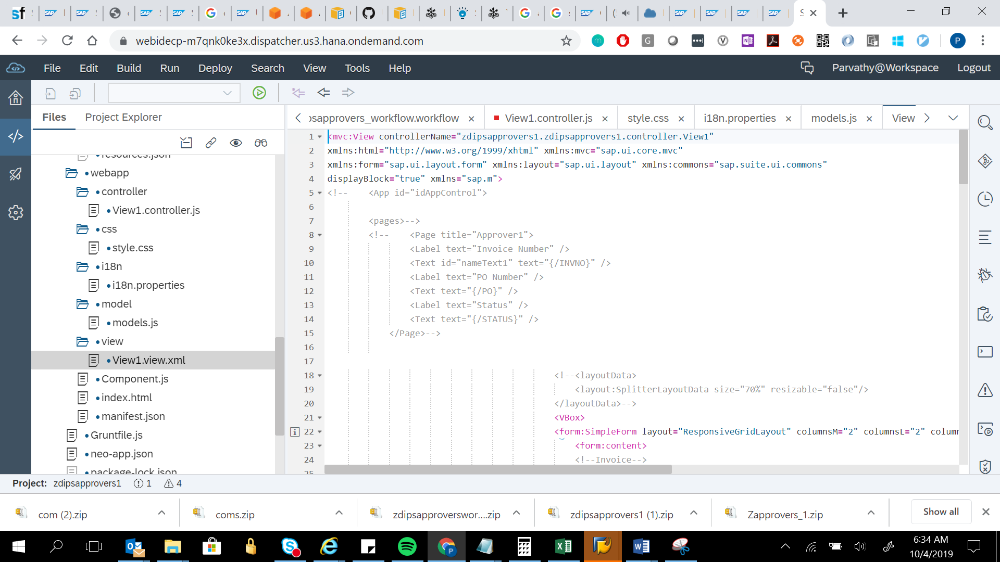 webidecp-m7qnk0ke3x.dispatcher.us3.hana.ondemand.com
File Edit Build Run Deploy Search View Tools Help
Parvathy@Workspace Logout
Files Project Explorer
psapprovers_workflow.workflow × View1.controller.js × style.css × i18n.properties × models.js × View
resources.json
webapp
controller
View1.controller.js
css
style.css
i18n
i18n.properties
model
models.js
view
View1.view.xml
Component.js
index.html
manifest.json
Gruntfile.js
neo-app.json
package-lock.json
1 <mvc:View controllerName="zdipsapprovers1.zdipsapprovers1.controller.View1"
2 xmlns:html="http://www.w3.org/1999/xhtml" xmlns:mvc="sap.ui.core.mvc"
3 xmlns:form="sap.ui.layout.form" xmlns:layout="sap.ui.layout" xmlns:commons="sap.suite.ui.commons"
4 displayBlock="true" xmlns="sap.m">
5 <!-- <App id="idAppControl">
6
7 <pages>-->
8 <!-- <Page title="Approver1">
9 <Label text="Invoice Number" />
10 <Text id="nameText1" text="{/INVNO}" />
11 <Label text="PO Number" />
12 <Text text="{/PO}" />
13 <Label text="Status" />
14 <Text text="{/STATUS}" />
15 </Page>-->
16
17
18 <!--<layoutData>
19 <layout:SplitterLayoutData size="70%" resizable="false"/>
20 </layoutData>-->
21 <VBox>
22 <form:SimpleForm layout="ResponsiveGridLayout" columnsM="2" columnsL="2" column
23 <form:content>
24 <!--Invoice-->
25
Project: zdipsapprovers1 1 4
com (2).zip
coms.zip
zdipsapproverswor....zip
zdipsapprovers1 (1).zip
Zapprovers_1.zip
Show all
6:34 AM
10/4/2019